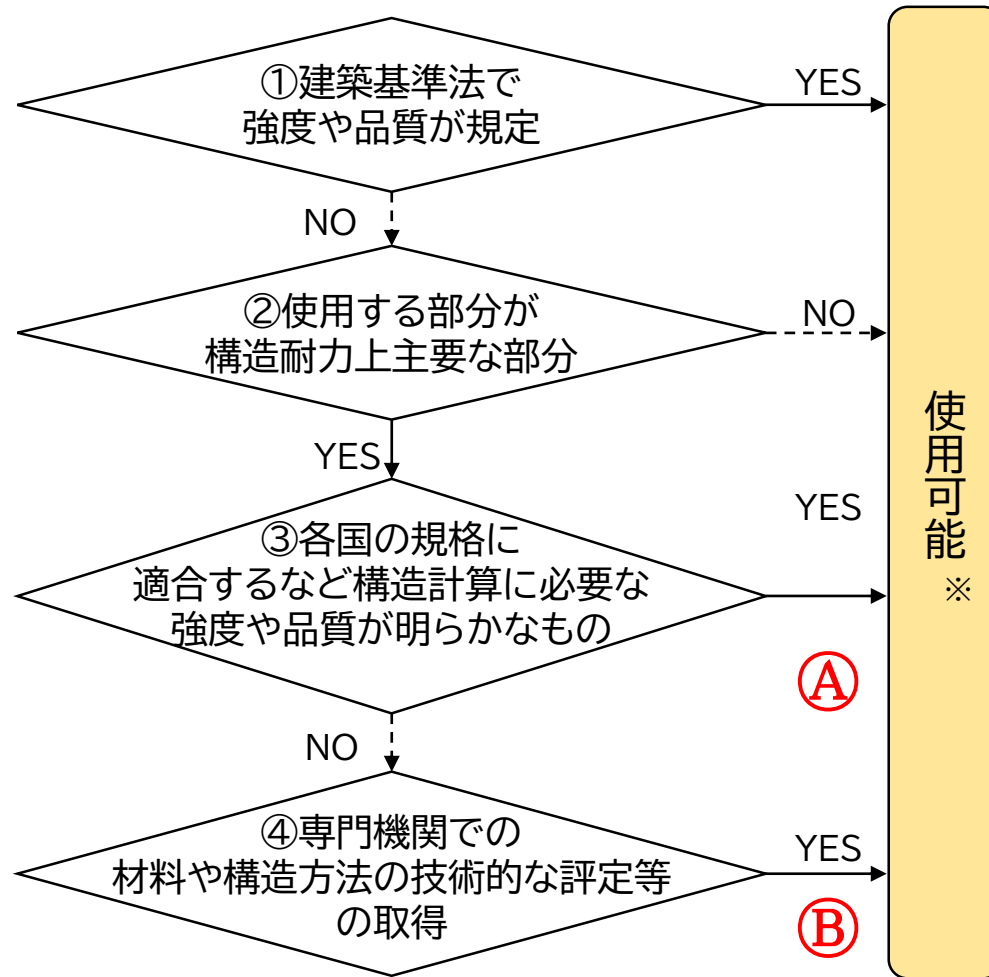 ①建築基準法で
強度や品質が規定
YES
NO
②使用する部分が
構造耐力上主要な部分
NO
YES
③各国の規格に
適合するなど構造計算に必要な
強度や品質が明らかなもの
YES
Ⓐ
NO
④専門機関での
材料や構造方法の技術的な評定等
の取得
YES
Ⓑ
使用可能※